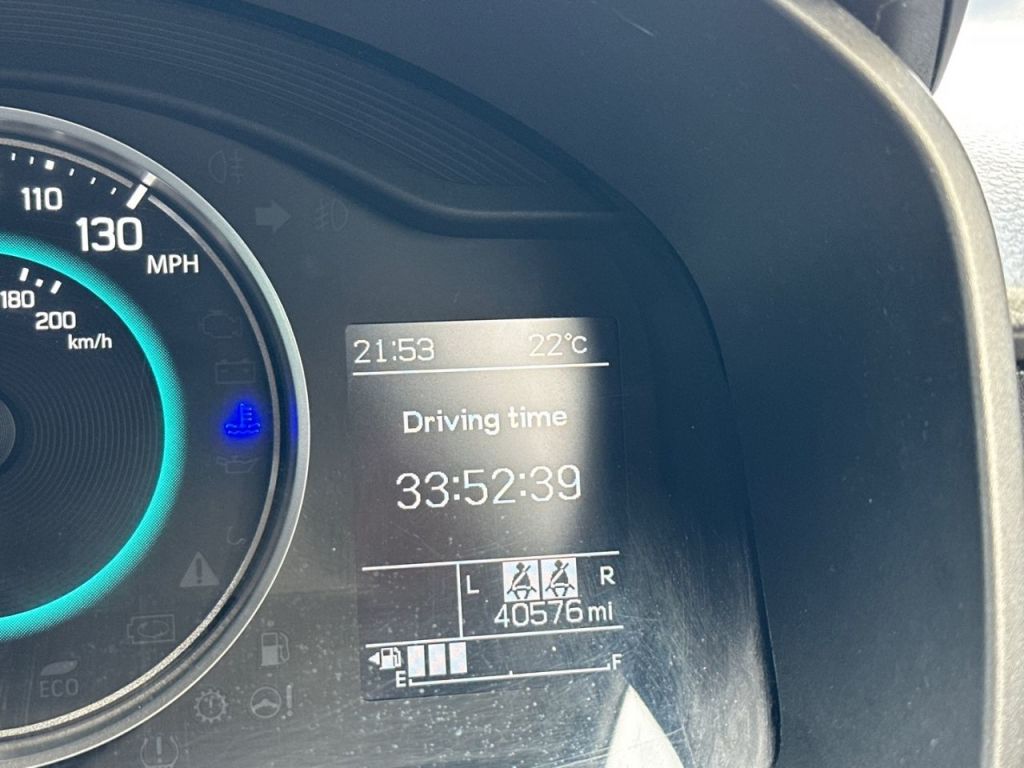 110
130
MPH
180
200
km/h
21:53 22°C
Driving time
33:52:39
L R
40576 mi
E F
ECO